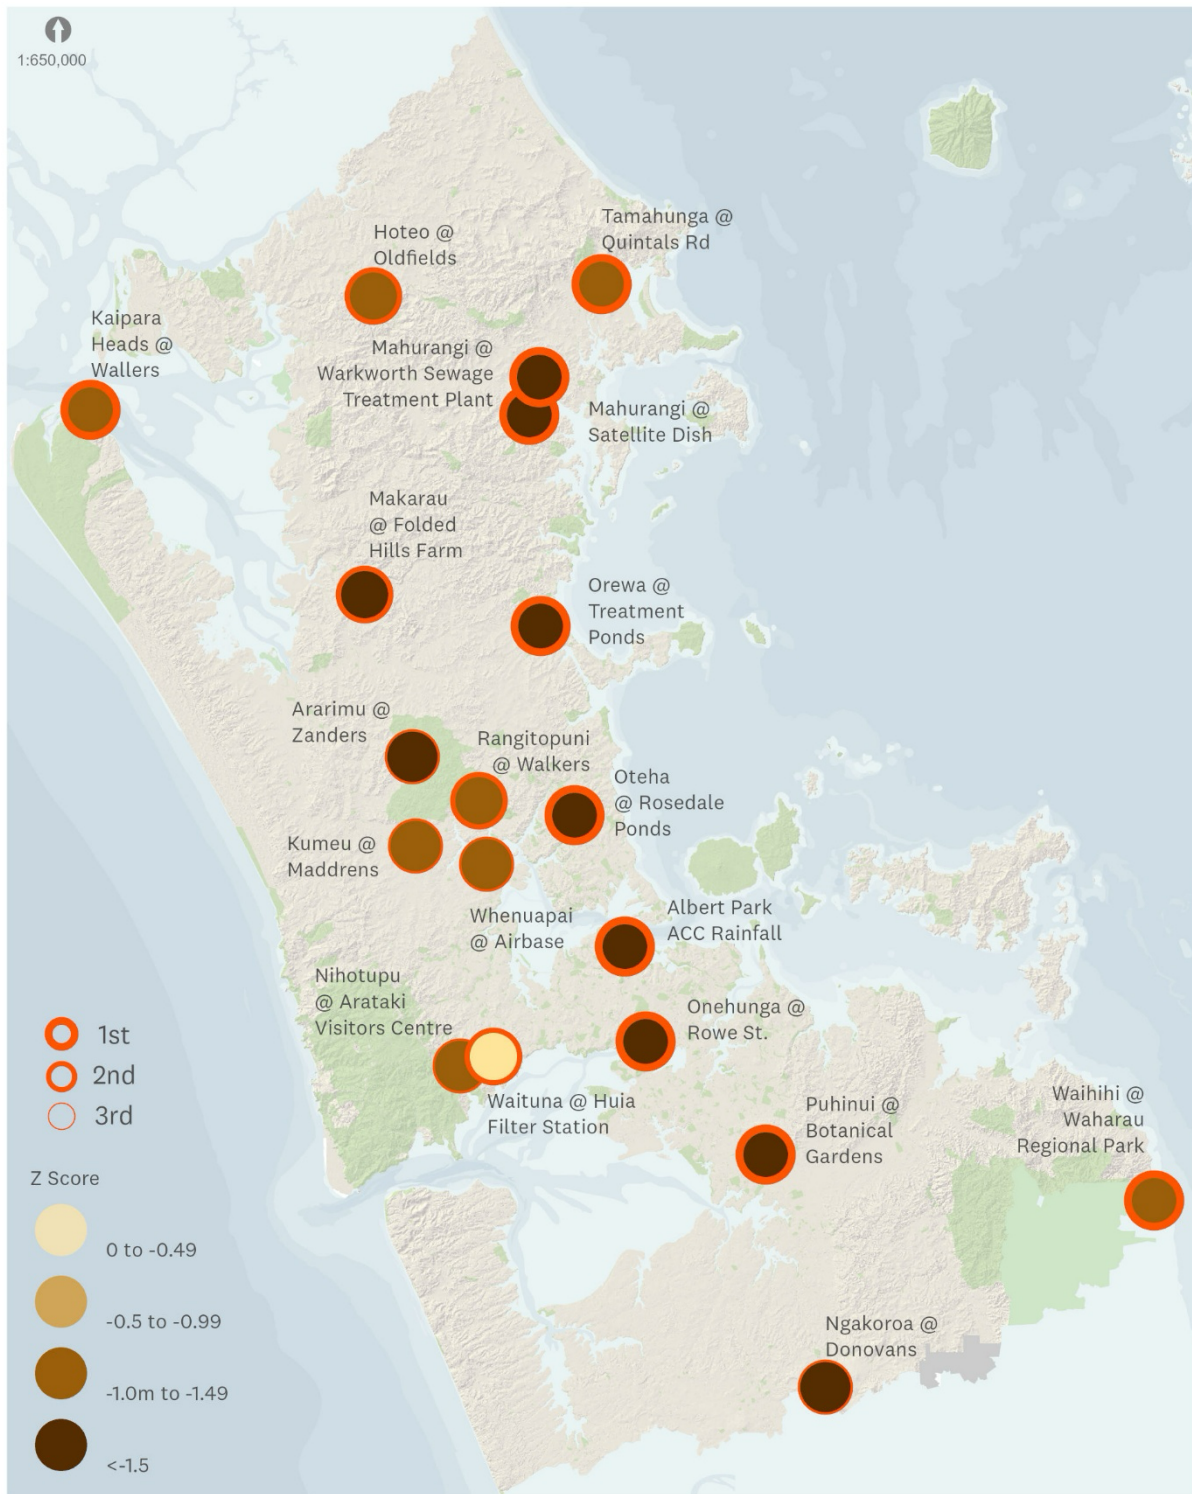 1:650,000
Tamahunga @
Quintals Rd
Hoteo @
Oldfields
Kaipara
Heads @
Wallers
Mahurangi @
Warkworth Sewage
Treatment Plant
Mahurangi @
Satellite Dish
Makarau
@ Folded
Hills Farm
Orewa @
Treatment
Ponds
Ararimu @
Zanders
Rangitopuni
@ Walkers
Oteha
@ Rosedale
Ponds
Kumeu @
Maddrens
Whenuapai
@ Airbase
Albert Park
ACC Rainfall
Nihotupu
@ Arataki
Visitors Centre
Onehunga @
Rowe St.
Waituna @ Huia
Filter Station
Puhinui @
Botanical
Gardens
Waihihi @
Waharau
Regional Park
Ngakoroa @
Donovans
1st
2nd
3rd
Z Score
0 to -0.49
-0.5 to -0.99
-1.0m to -1.49
<-1.5